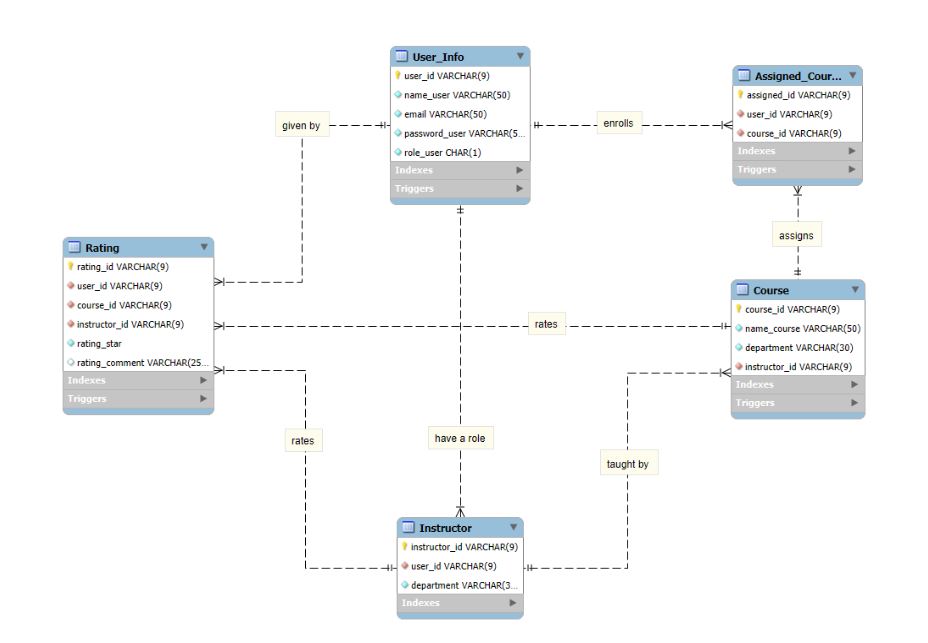 User_Info
user_id VARCHAR(9)
name_user VARCHAR(50)
email VARCHAR(50)
password_user VARCHAR(5...
role_user CHAR(1)
Indexes
Triggers
given by
enrolls
Assigned_Cour...
assigned_id VARCHAR(9)
user_id VARCHAR(9)
course_id VARCHAR(9)
Indexes
Triggers
assigns
Rating
rating_id VARCHAR(9)
user_id VARCHAR(9)
course_id VARCHAR(9)
instructor_id VARCHAR(9)
rating_star
rating_comment VARCHAR(25...
Indexes
Triggers
rates
Course
course_id VARCHAR(9)
name_course VARCHAR(50)
department VARCHAR(30)
instructor_id VARCHAR(9)
Indexes
Triggers
rates
have a role
taught by
Instructor
instructor_id VARCHAR(9)
user_id VARCHAR(9)
department VARCHAR(3...
Indexes